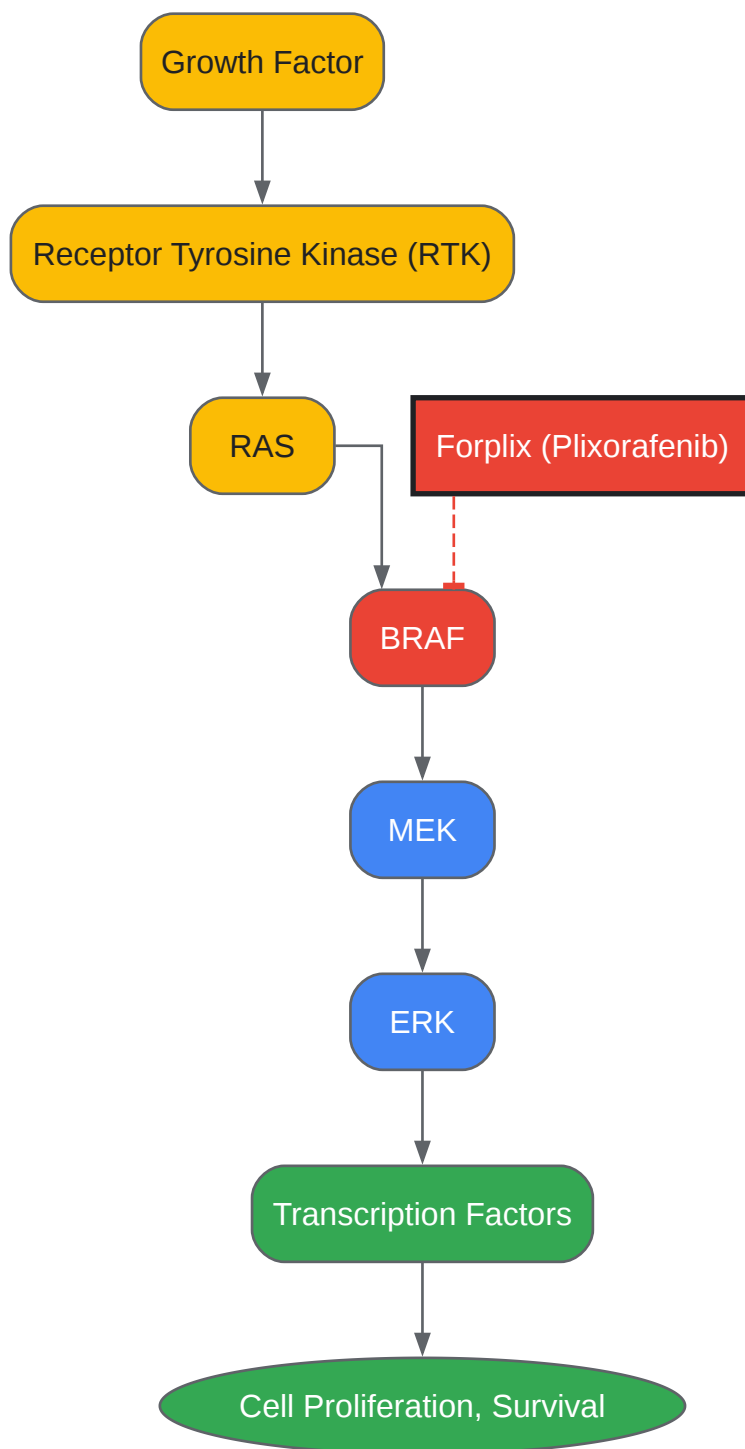 Growth Factor
Receptor Tyrosine Kinase (RTK)
RAS
Forplix (Plixorafenib)
BRAF
MEK
ERK
Transcription Factors
Cell Proliferation, Survival